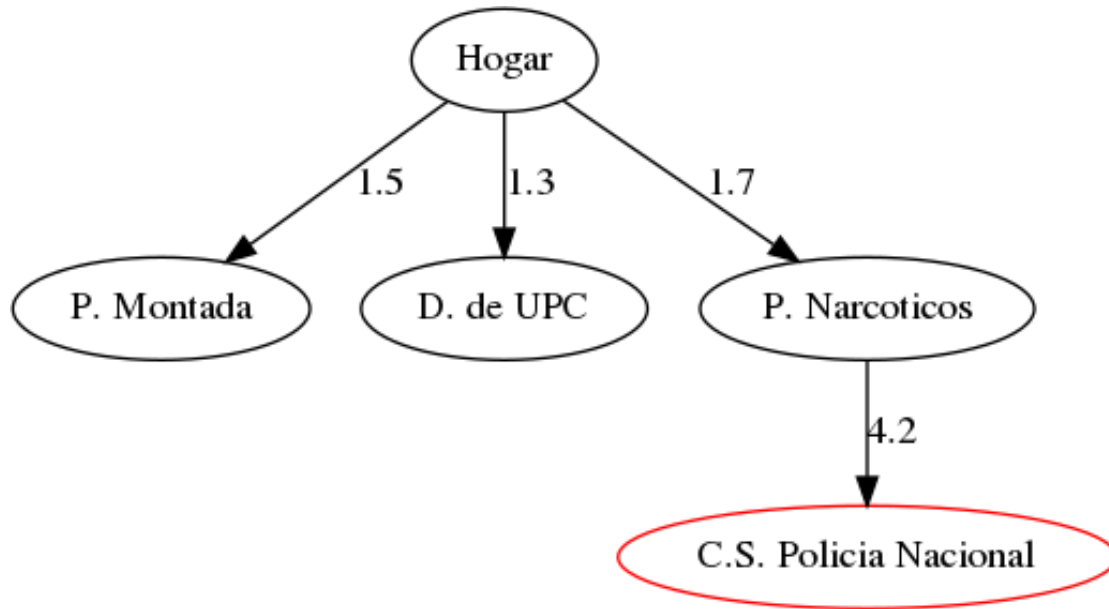 Hogar
1.5
1.3
1.7
P. Montada
D. de UPC
P. Narcoticos
4.2
C.S. Policia Nacional